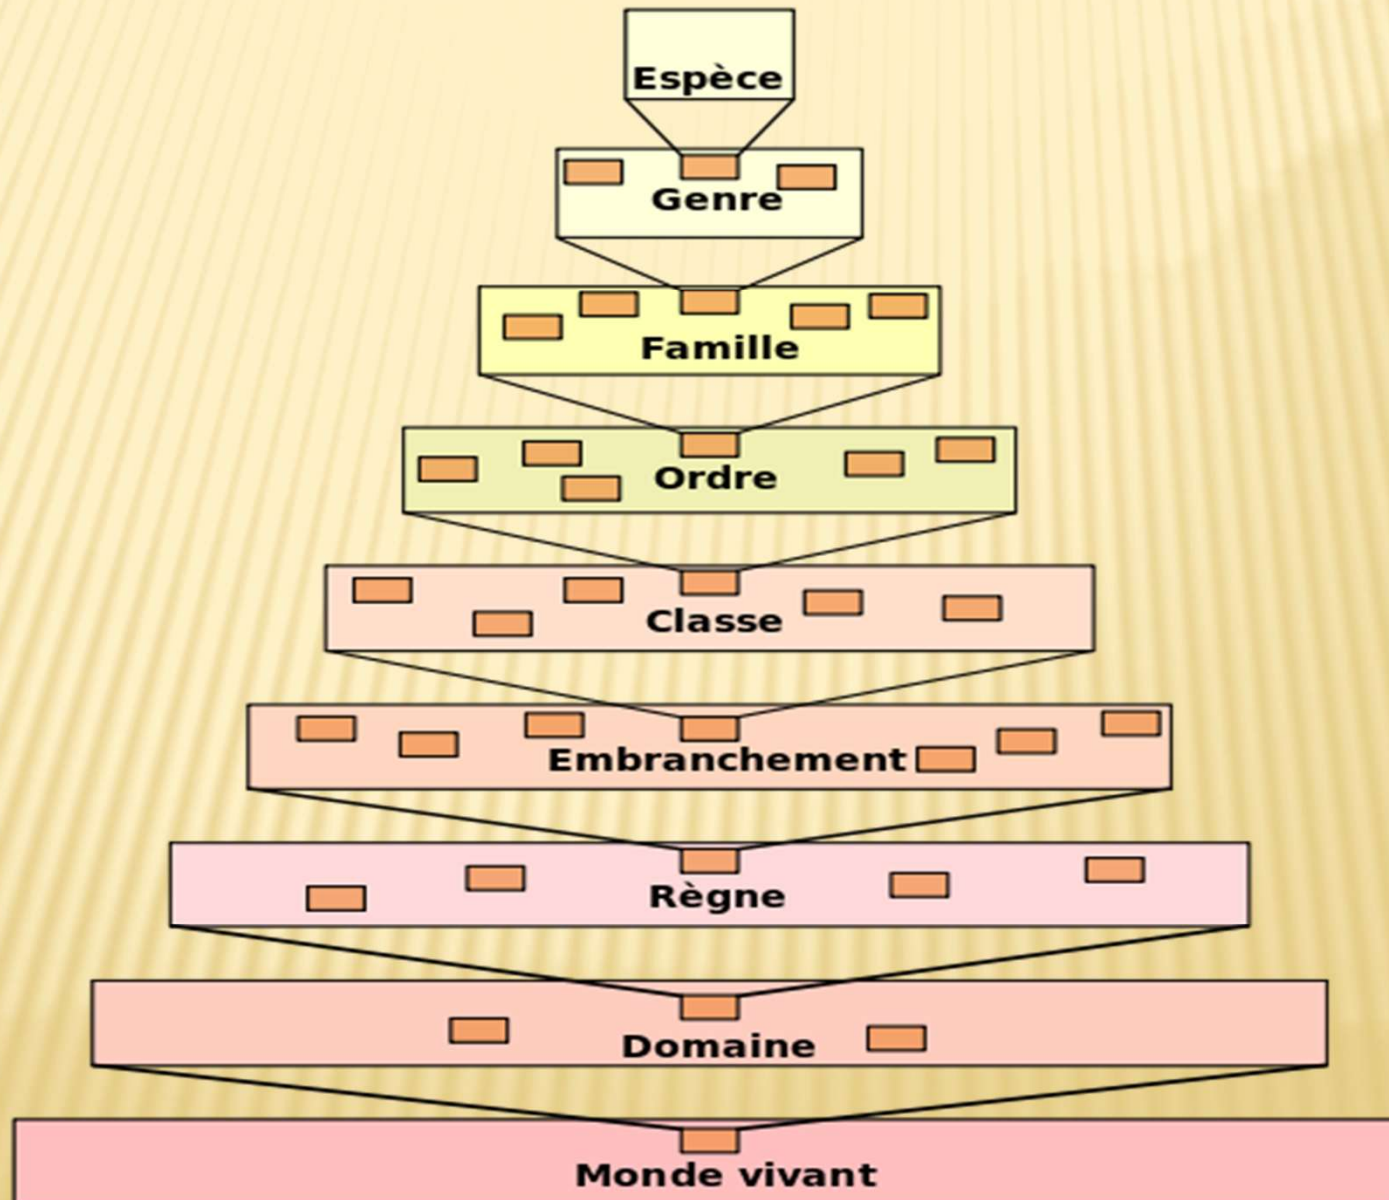 Espèce
Genre
Famille
Ordre
Classe
Embranchement
Règne
Domaine
Monde vivant